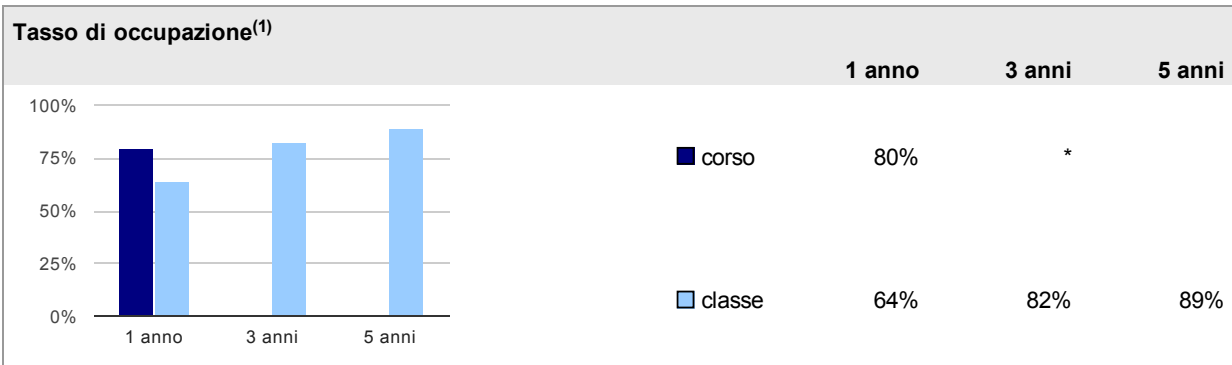 Tasso di occupazione(1)
1 anno 3 anni 5 anni
100%
75%
50%
25%
0%
1 anno 3 anni 5 anni
corso 80% *
classe 64% 82% 89%